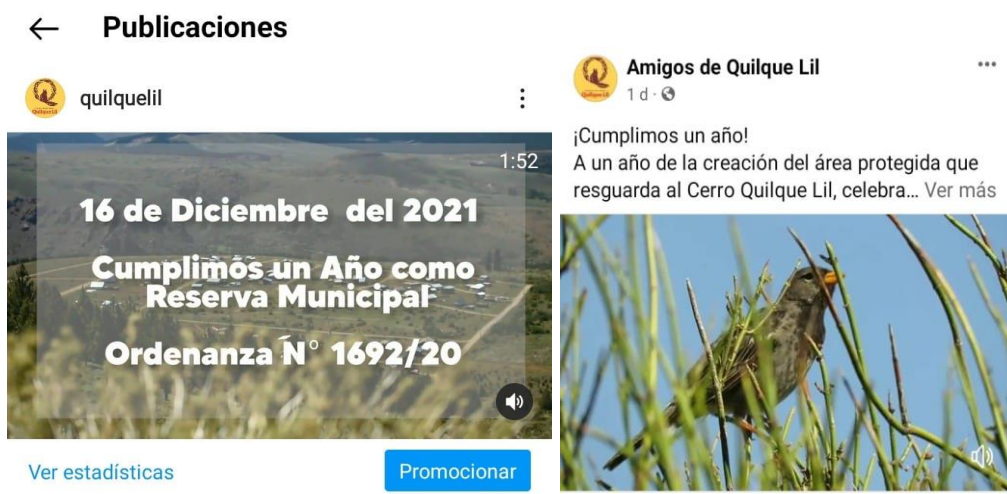 Publicaciones
quilquelil
1:52
16 de Diciembre del 2021
Cumplimos un Año como
Reserva Municipal
Ordenanza N° 1692/20
Ver estadísticas
Promocionar
Amigos de Quilque Lil
1 d ·
¡Cumplimos un año!
A un año de la creación del área protegida que
resguarda al Cerro Quilque Lil, celebra... Ver más